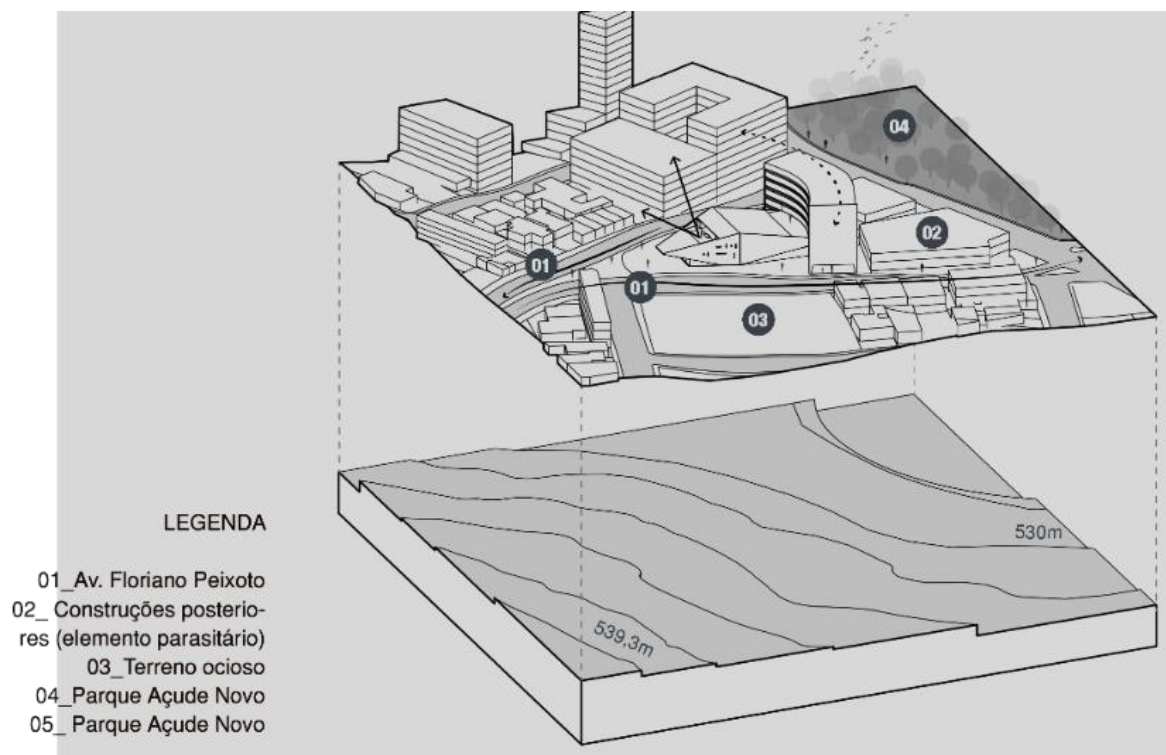 04
02
01
01
03
530m
539,3m
LEGENDA
01_Av. Floriano Peixoto
02_ Construções posterio-
res (elemento parasitário)
03_Terreno ocioso
04_Parque Açude Novo
05_ Parque Açude Novo